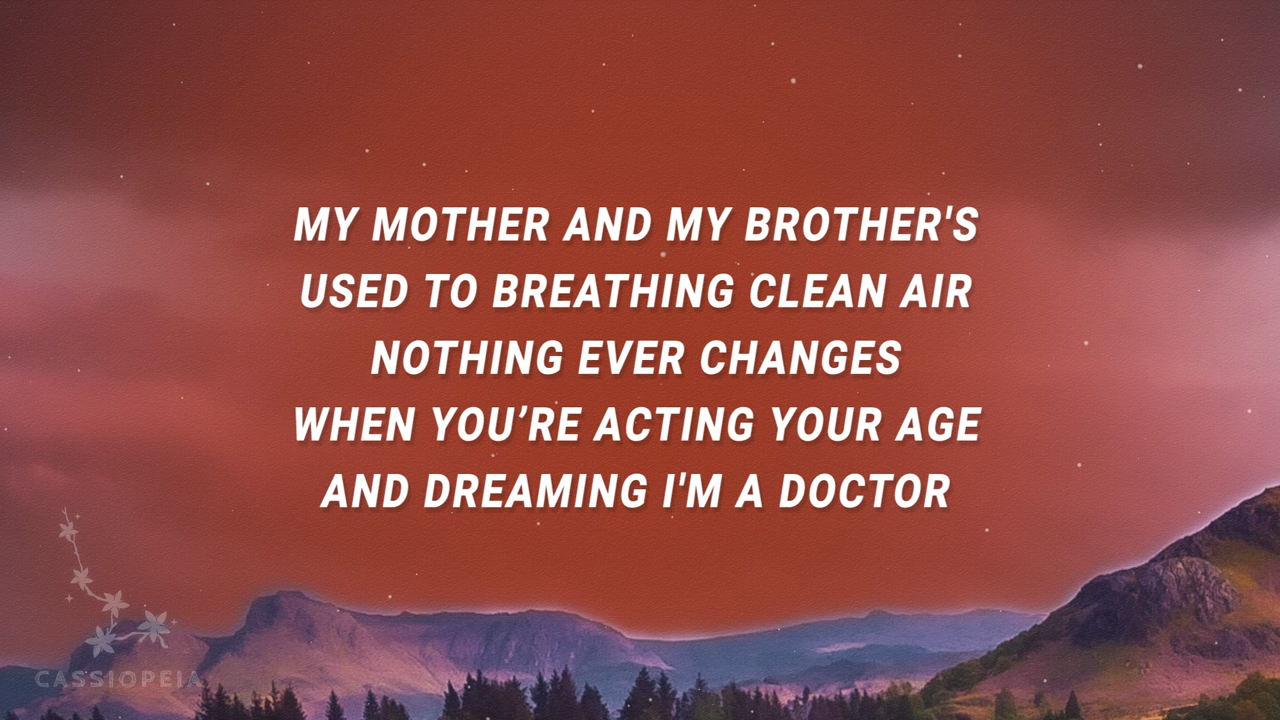 MY MOTHER AND MY BROTHER'S
USED TO BREATHING CLEAN AIR
NOTHING EVER CHANGES
WHEN YOU’RE ACTING YOUR AGE
AND DREAMING I'M A DOCTOR
CASSIOPEIA